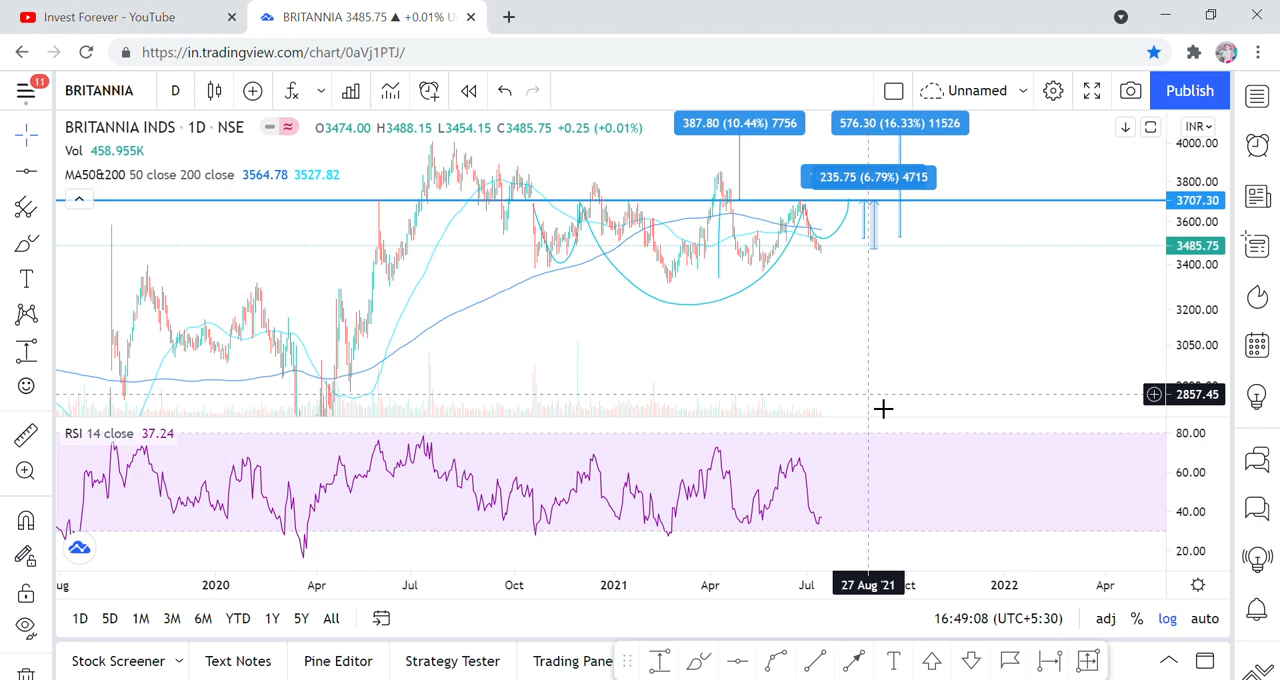 Invest Forever - YouTube
BRITANNIA 3485.75 ▲ +0.01% U
https://in.tradingview.com/chart/0aVj1PTJ/
11
BRITANNIA
D
Unnamed
Publish
BRITANNIA INDS · 1D · NSE
O3474.00 H3488.15 L3454.15 C3485.75 +0.25 (+0.01%)
387.80 (10.44%) 7756
576.30 (16.33%) 11526
INR
Vol 458.955K
4000.00
MA50&200 50 close 200 close 3564.78 3527.82
235.75 (6.79%) 4715
3800.00
3707.30
3600.00
3485.75
3400.00
3200.00
3050.00
2857.45
RSI 14 close 37.24
80.00
60.00
40.00
20.00
ug
2020
Apr
Jul
Oct
2021
Apr
Jul
27 Aug '21
ct
2022
Apr
1D 5D 1M 3M 6M YTD 1Y 5Y All
16:49:08 (UTC+5:30)
adj % log auto
Stock Screener
Text Notes
Pine Editor
Strategy Tester
Trading Pane